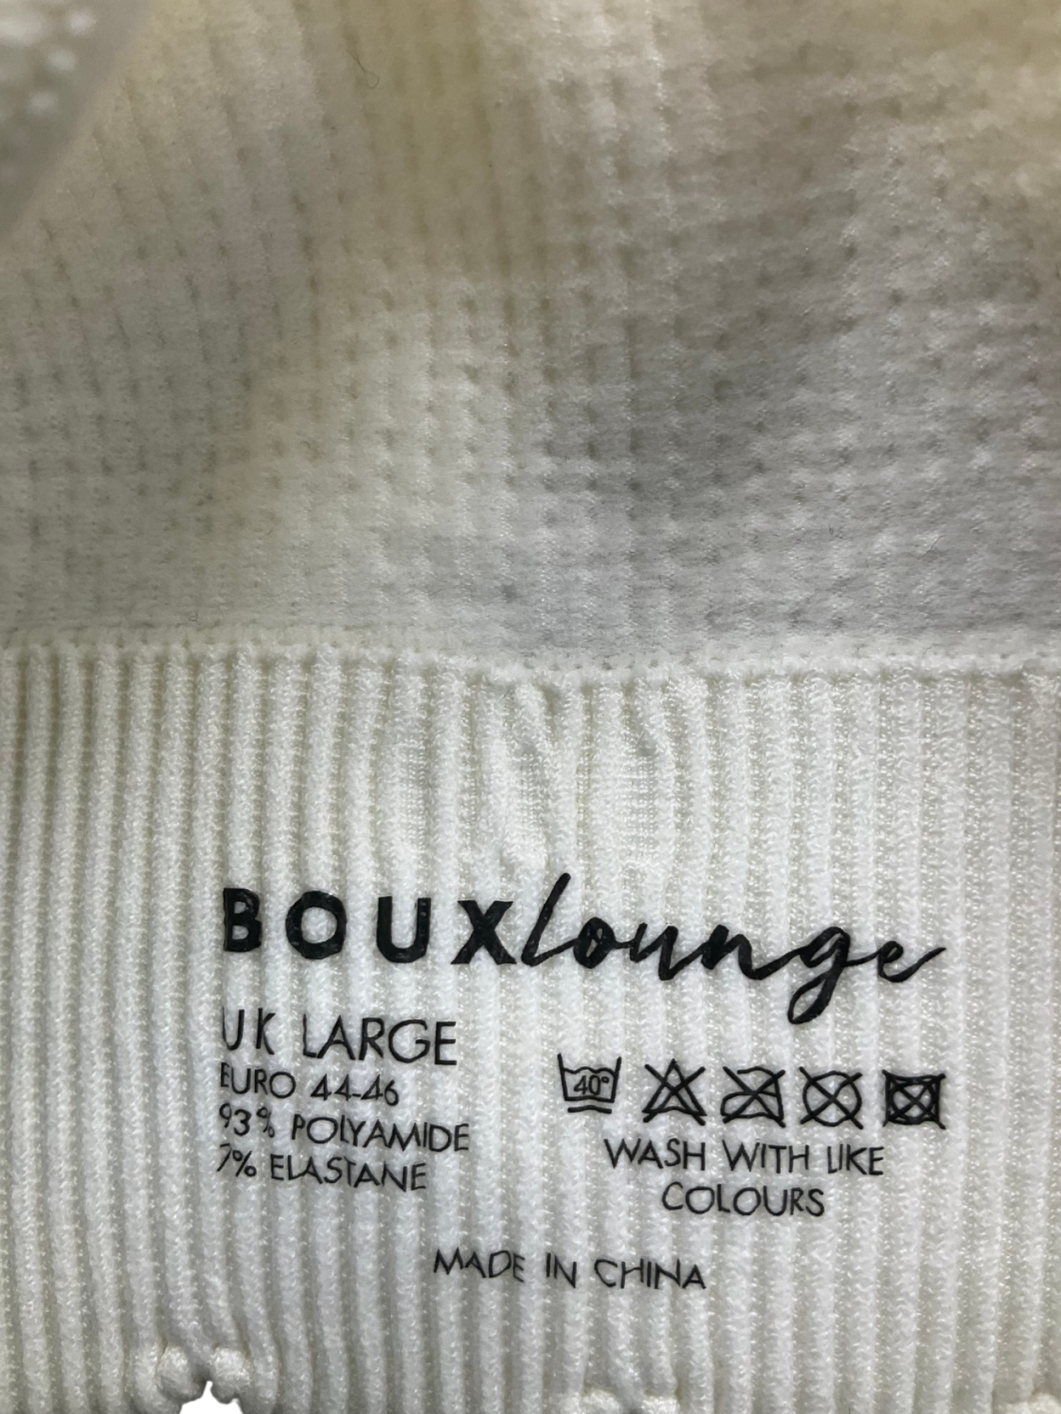 BOUXlounge
UK LARGE
EURO 44-46
93% POLYAMIDE
7% ELASTANE
40°
WASH WITH LIKE
COLOURS
MADE IN CHINA